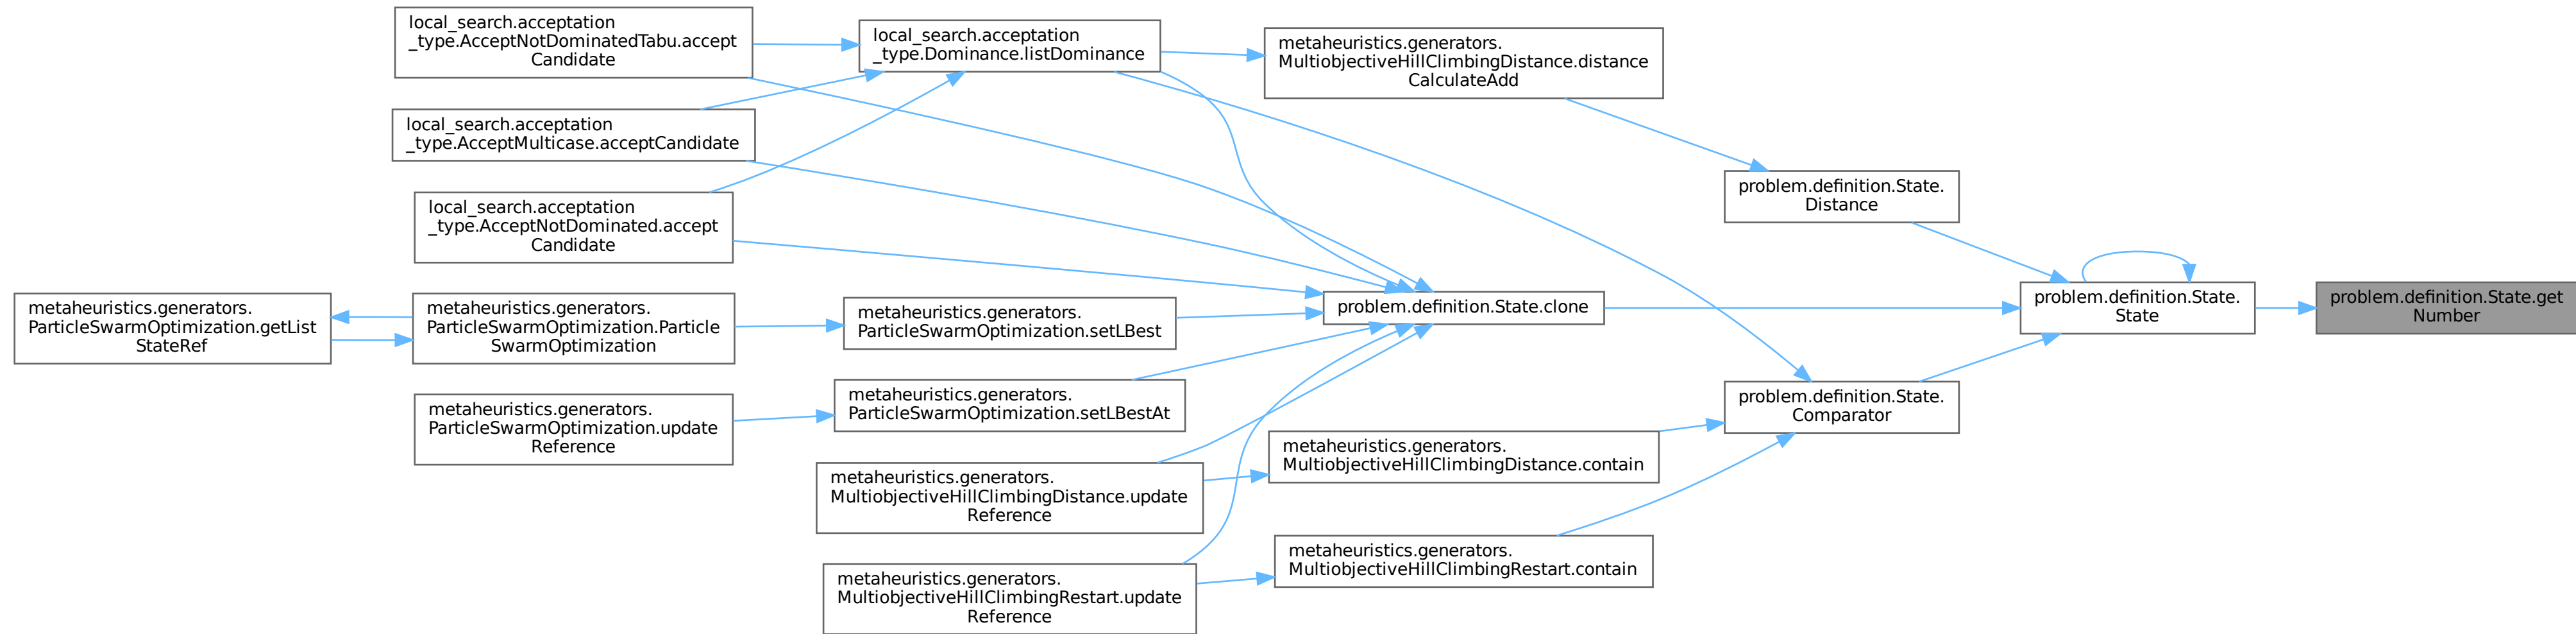 local_search.acceptation
_type.AcceptNotDominatedTabu.accept
Candidate
local_search.acceptation
_type.AcceptMulticase.acceptCandidate
local_search.acceptation
_type.AcceptNotDominated.accept
Candidate
metaheuristics.generators.
ParticleSwarmOptimization.getList
StateRef
metaheuristics.generators.
ParticleSwarmOptimization.Particle
SwarmOptimization
metaheuristics.generators.
ParticleSwarmOptimization.update
Reference
local_search.acceptation
_type.Dominance.listDominance
metaheuristics.generators.
ParticleSwarmOptimization.setLBest
metaheuristics.generators.
ParticleSwarmOptimization.setLBestAt
metaheuristics.generators.
MultiobjectiveHillClimbingDistance.update
Reference
metaheuristics.generators.
MultiobjectiveHillClimbingRestart.update
Reference
metaheuristics.generators.
MultiobjectiveHillClimbingDistance.distance
CalculateAdd
problem.definition.State.clone
metaheuristics.generators.
MultiobjectiveHillClimbingDistance.contain
metaheuristics.generators.
MultiobjectiveHillClimbingRestart.contain
problem.definition.State.
Distance
problem.definition.State.
Comparator
problem.definition.State.
State
problem.definition.State.get
Number